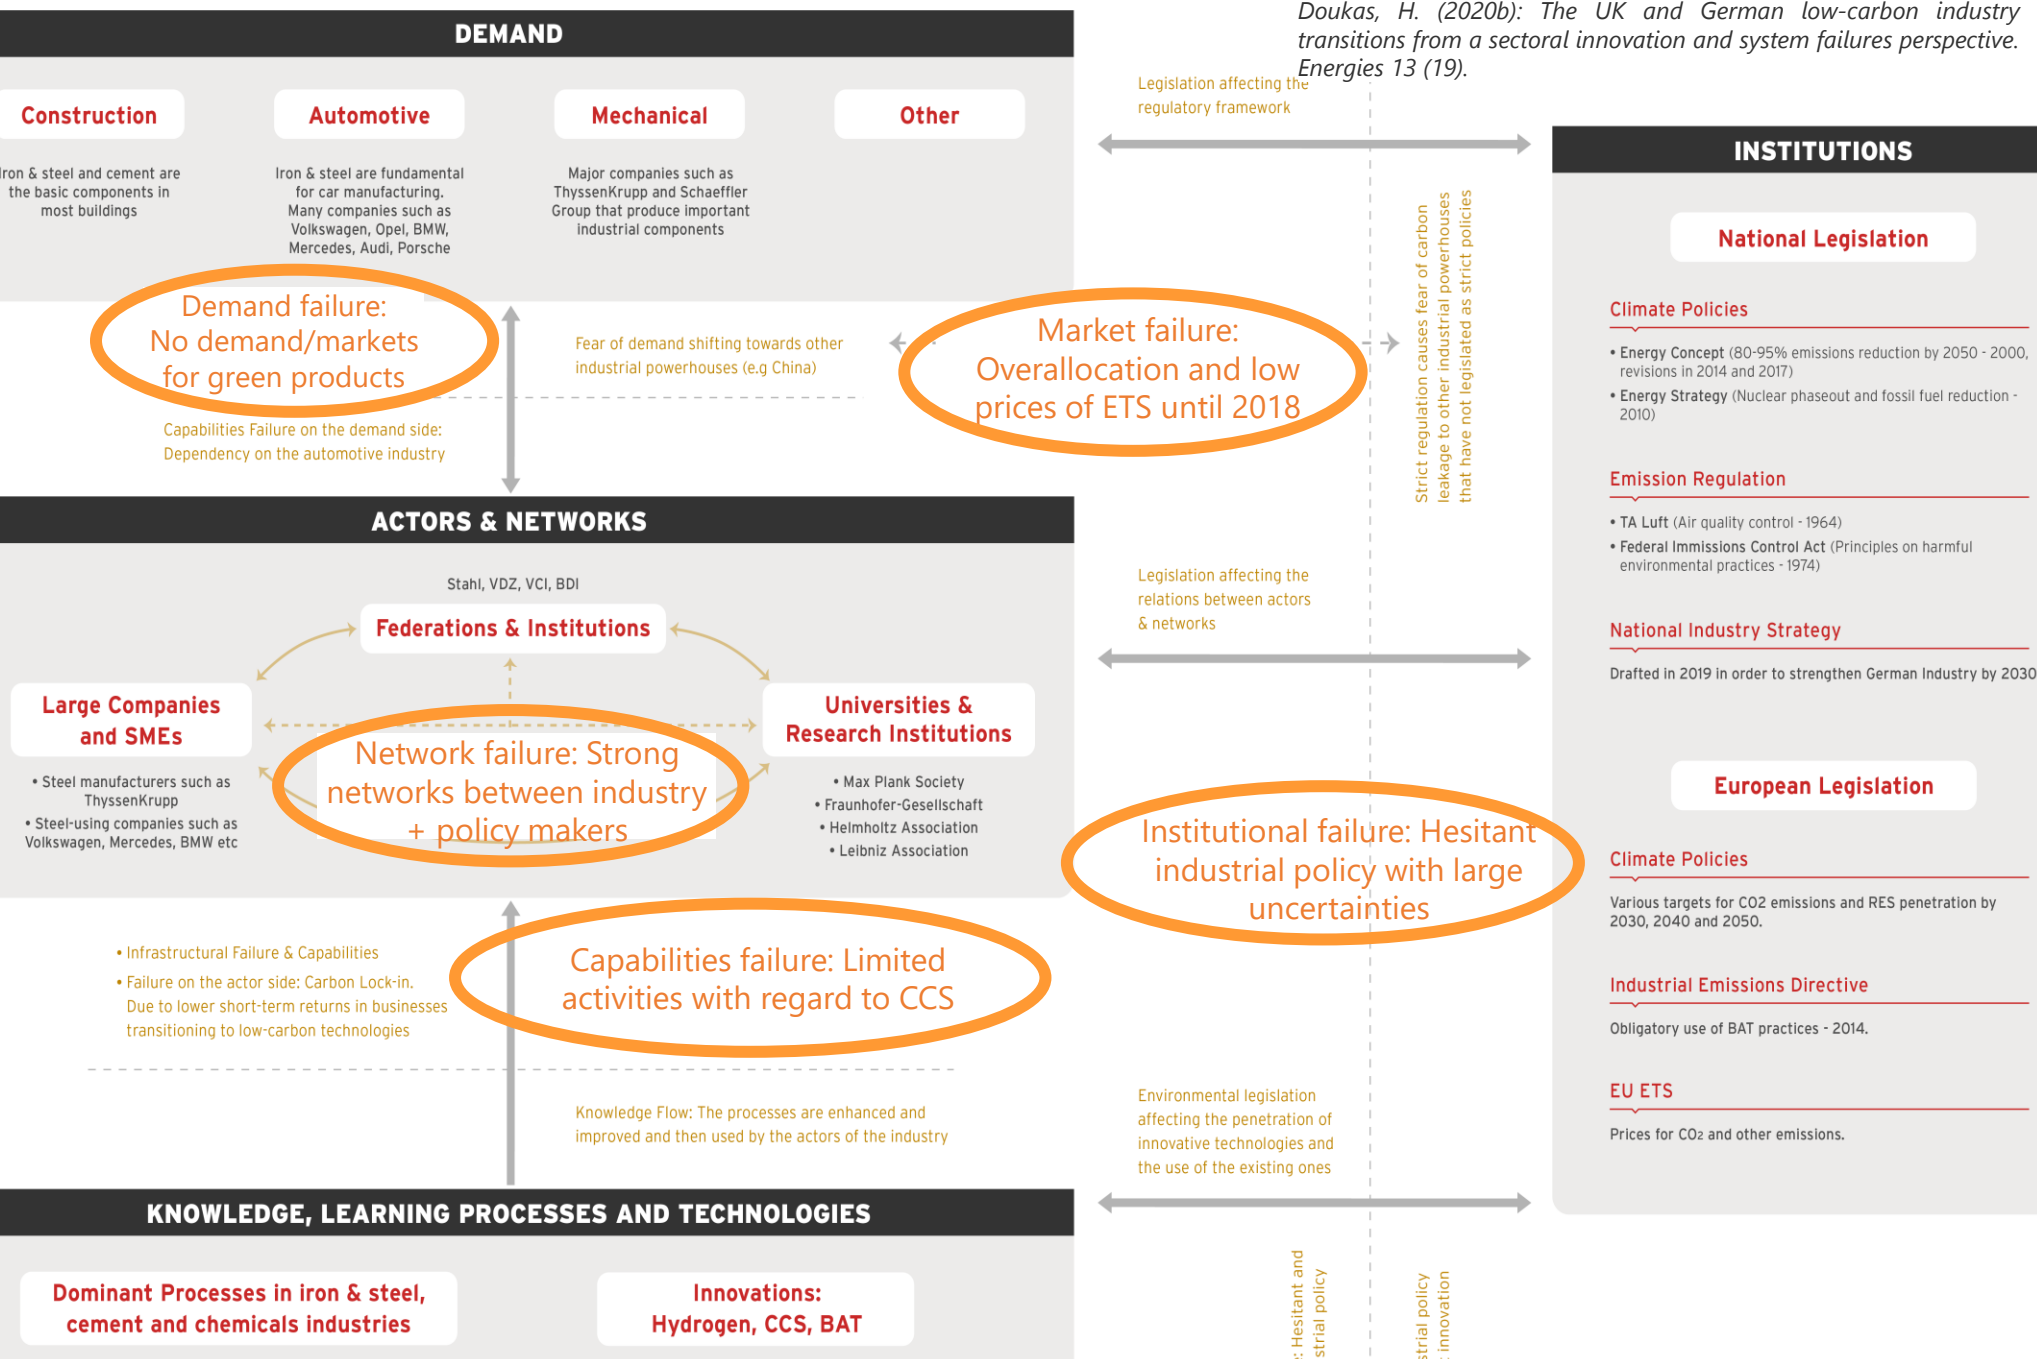 Doukas, H. (2020b): The UK and German low-carbon industry
transitions from a sectoral innovation and system failures perspective.
Energies 13 (19).
DEMAND
Construction
Iron & steel and cement are
the basic components in
most buildings
Automotive
Iron & steel are fundamental
for car manufacturing.
Many companies such as
Volkswagen, Opel, BMW,
Mercedes, Audi, Porsche
Mechanical
Major companies such as
ThyssenKrupp and Schaeffler
Group that produce important
industrial components
Other
Legislation affecting the
regulatory framework
Demand failure:
No demand/markets
for green products
Fear of demand shifting towards other
industrial powerhouses (e.g China)
Market failure:
Overallocation and low
prices of ETS until 2018
Strict regulation causes fear of carbon
leakage to other industrial powerhouses
that have not legislated as strict policies
Capabilities Failure on the demand side:
Dependency on the automotive industry
ACTORS & NETWORKS
Stahl, VDZ, VCI, BDI
Federations & Institutions
Large Companies
and SMEs
• Steel manufacturers such as
ThyssenKrupp
• Steel-using companies such as
Volkswagen, Mercedes, BMW etc
Network failure: Strong
networks between industry
+ policy makers
Universities &
Research Institutions
• Max Plank Society
• Fraunhofer-Gesellschaft
• Helmholtz Association
• Leibniz Association
Legislation affecting the
relations between actors
& networks
Institutional failure: Hesitant
industrial policy with large
uncertainties
• Infrastructural Failure & Capabilities
• Failure on the actor side: Carbon Lock-in.
Due to lower short-term returns in businesses
transitioning to low-carbon technologies
Capabilities failure: Limited
activities with regard to CCS
Knowledge Flow: The processes are enhanced and
improved and then used by the actors of the industry
Environmental legislation
affecting the penetration of
innovative technologies and
the use of the existing ones
KNOWLEDGE, LEARNING PROCESSES AND TECHNOLOGIES
Dominant Processes in iron & steel,
cement and chemicals industries
Innovations:
Hydrogen, CCS, BAT
Hesitant and
policy
policy
innovation
INSTITUTIONS
National Legislation
Climate Policies
• Energy Concept (80-95% emissions reduction by 2050 - 2000,
revisions in 2014 and 2017)
• Energy Strategy (Nuclear phaseout and fossil fuel reduction -
2010)
Emission Regulation
• TA Luft (Air quality control - 1964)
• Federal Immissions Control Act (Principles on harmful
environmental practices - 1974)
National Industry Strategy
Drafted in 2019 in order to strengthen German Industry by 2030
European Legislation
Climate Policies
Various targets for CO2 emissions and RES penetration by
2030, 2040 and 2050.
Industrial Emissions Directive
Obligatory use of BAT practices - 2014.
EU ETS
Prices for CO2 and other emissions.